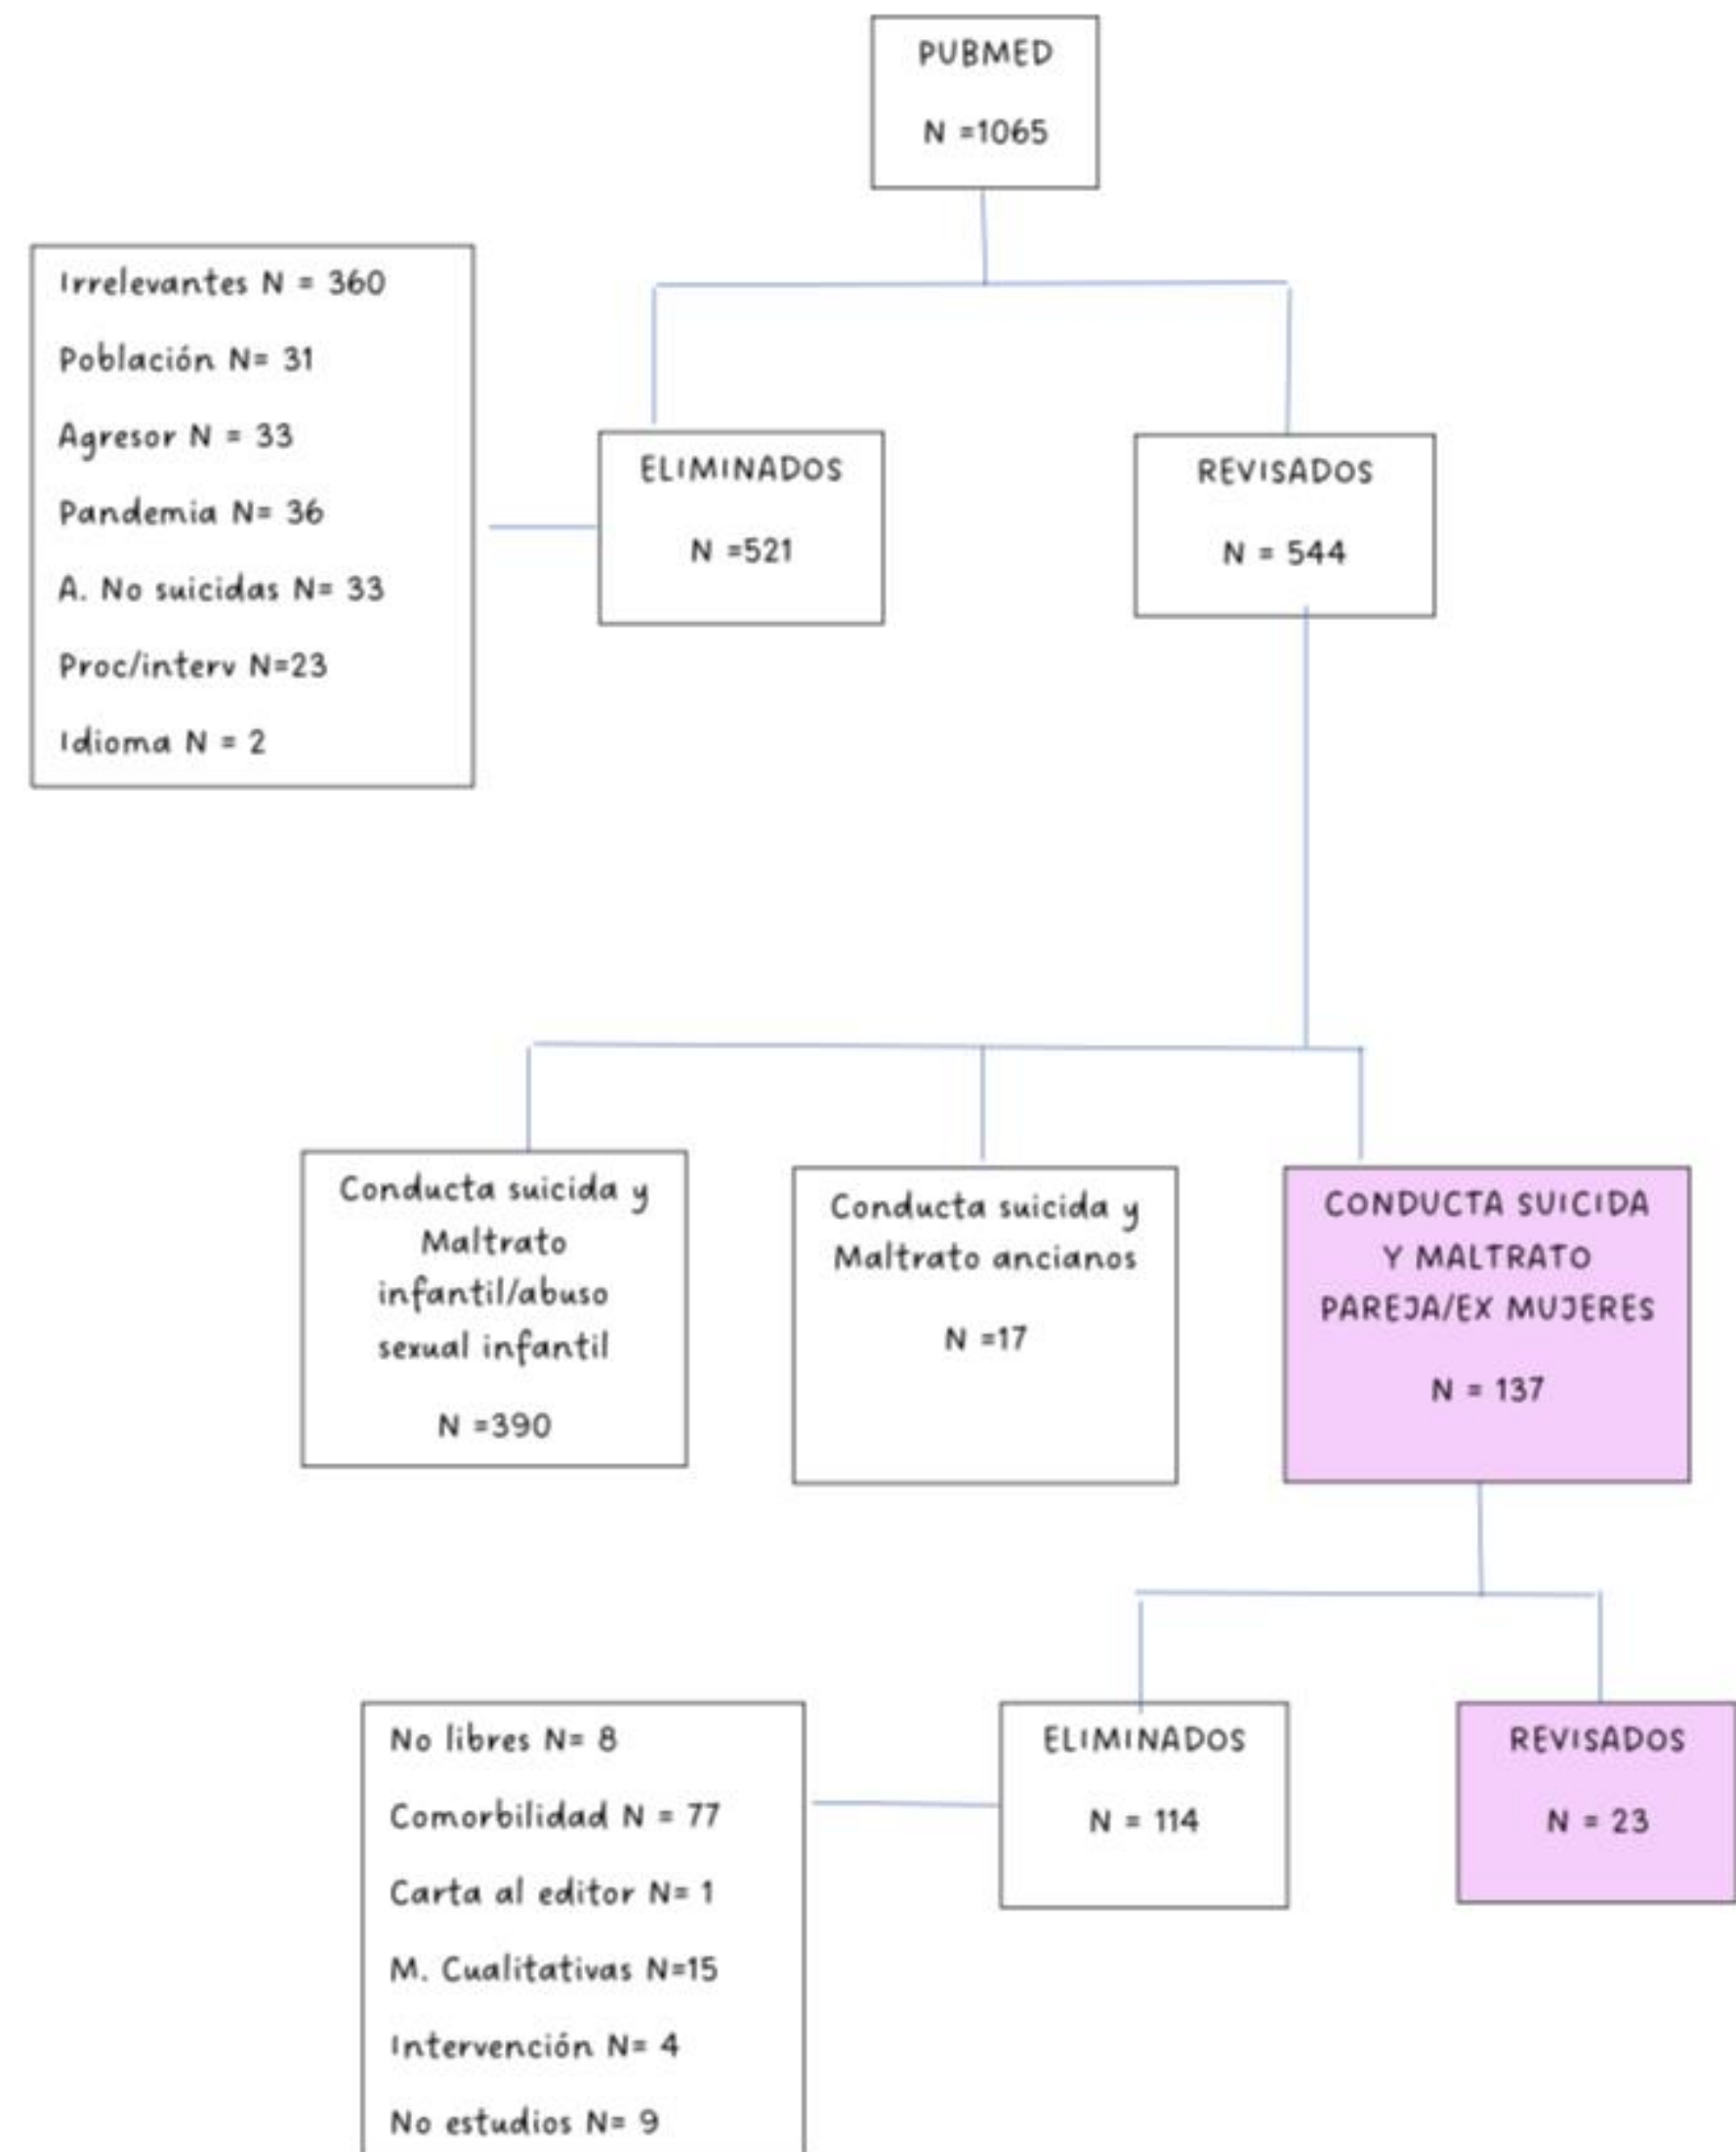 PUBMED
N =1065
Irrelevantes N = 360
Población N= 31
Agresor N = 33
Pandemia N= 36
A. No suicidas N= 33
Proc/interv N=23
Idioma N = 2
ELIMINADOS
N =521
REVISADOS
N = 544
Conducta suicida y
Maltrato
infantil/abuso
sexual infantil
N =390
Conducta suicida y
Maltrato ancianos
N =17
CONDUCTA SUICIDA
Y MALTRATO
PAREJA/EX MUJERES
N = 137
No libres N= 8
Comorbilidad N = 77
Carta al editor N= 1
M. Cualitativas N=15
Intervención N= 4
No estudios N= 9
ELIMINADOS
N = 114
REVISADOS
N = 23